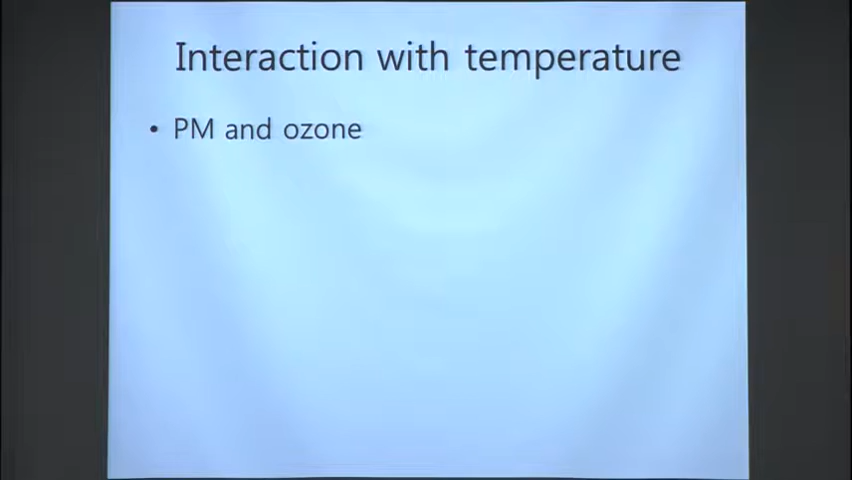 Interaction with temperature
• PM and ozone